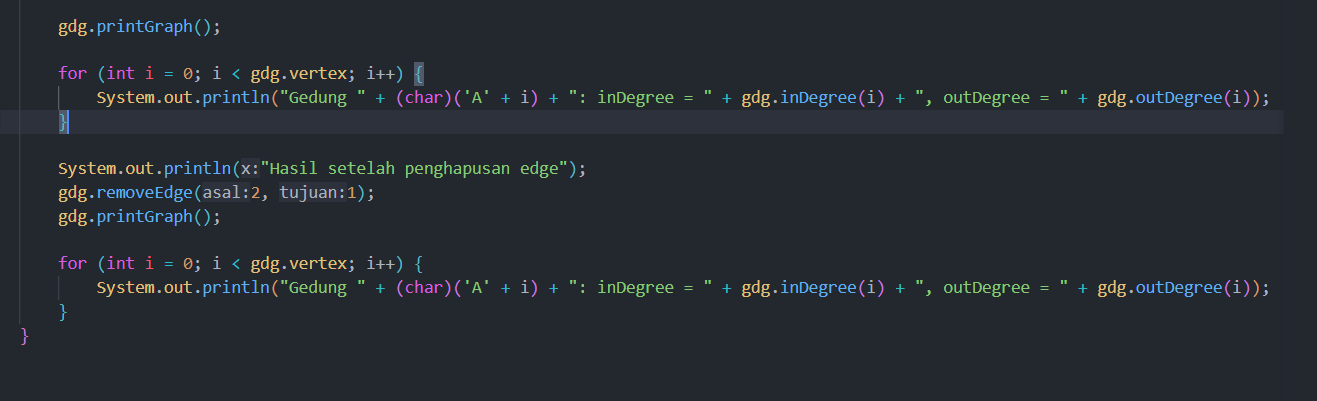 gdg.printGraph();
for (int i = 0; i < gdg.vertex; i++) {
System.out.println("Gedung " + (char)('A' + i) + ": inDegree = " + gdg.inDegree(i) + ", outDegree = " + gdg.outDegree(i));
}
System.out.println(x:"Hasil setelah penghapusan edge");
gdg.removeEdge(asal:2, tujuan:1);
gdg.printGraph();
for (int i = 0; i < gdg.vertex; i++) {
System.out.println("Gedung " + (char)('A' + i) + ": inDegree = " + gdg.inDegree(i) + ", outDegree = " + gdg.outDegree(i));
}
}